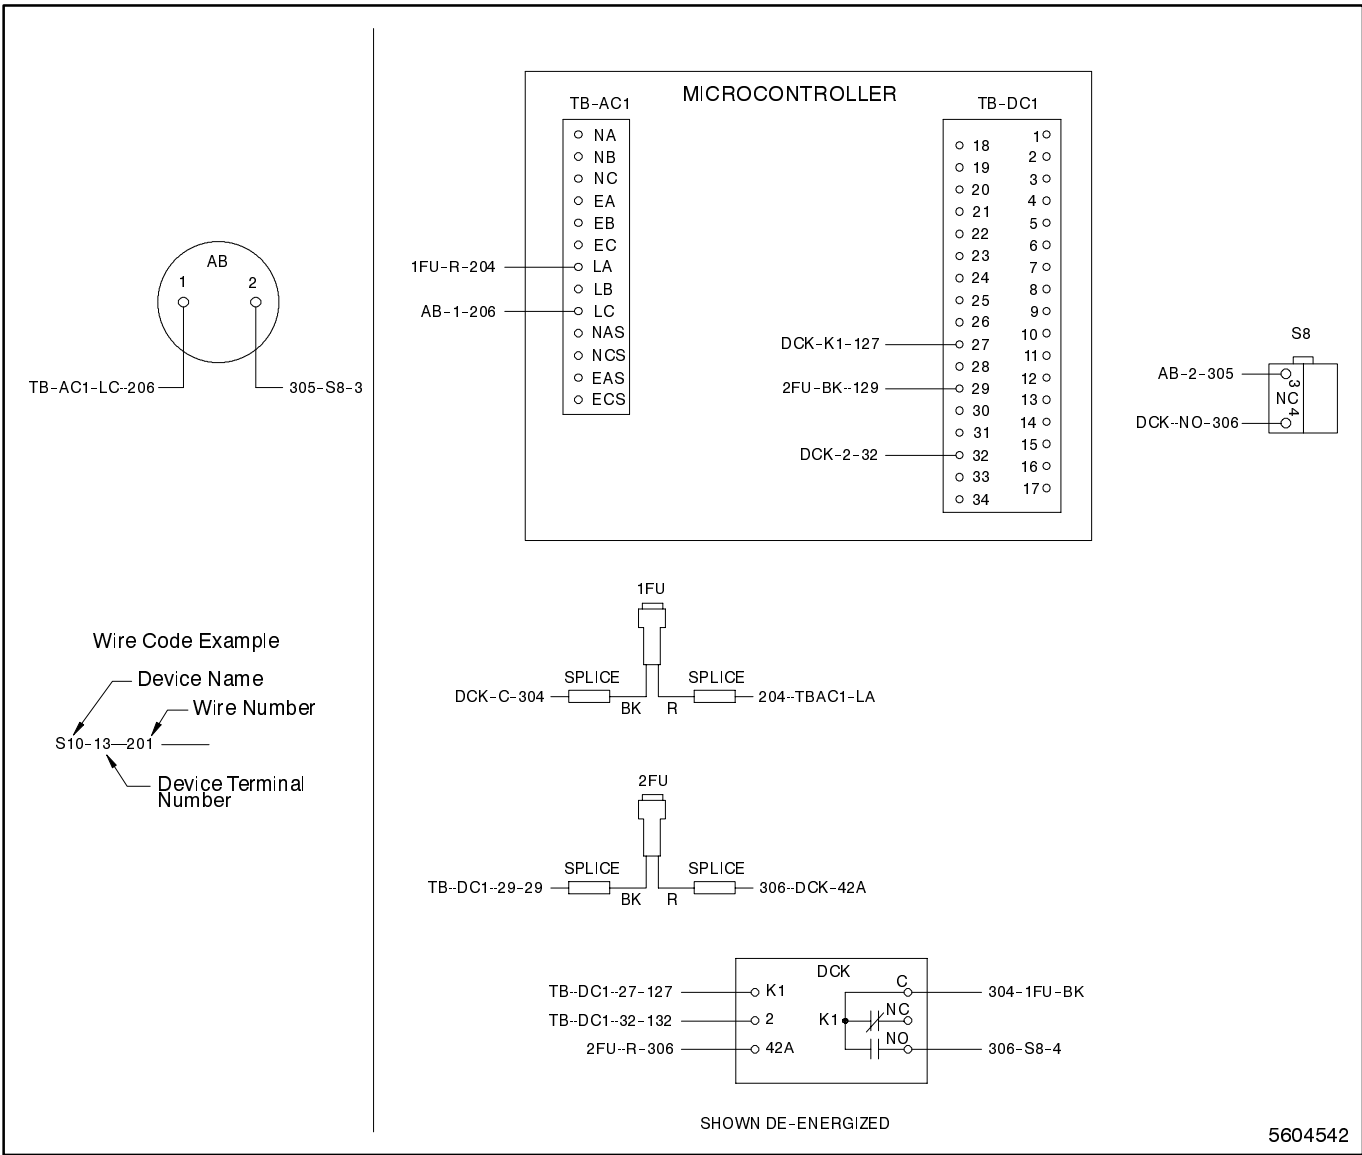 MICROCONTROLLER
TB-AC1
TB-DC1
NA
NB
NC
EA
EB
EC
LA
LB
LC
NAS
NCS
EAS
ECS
1FU-R-204
AB-1-206
18
19
20
21
22
23
24
25
26
27
28
29
30
31
32
33
34
1
2
3
4
5
6
7
8
9
10
11
12
13
14
15
16
17
DCK-K1-127
2FU-BK--129
DCK-2-32
AB
1 2
TB-AC1-LC--206
305-S8-3
S8
AB-2-305
DCK--NO-306
3
NC
4
Wire Code Example
Device Name
Wire Number
S10-13—201
Device Terminal
Number
1FU
SPLICE SPLICE
DCK-C-304
204--TBAC1-LA
BK R
2FU
SPLICE SPLICE
TB--DC1--29-29
306--DCK-42A
BK R
DCK
TB--DC1--27-127
K1
C
304-1FU-BK
TB--DC1--32-132
2
K1
NC
2FU--R-306
42A
NO
306-S8-4
SHOWN DE-ENERGIZED
5604542